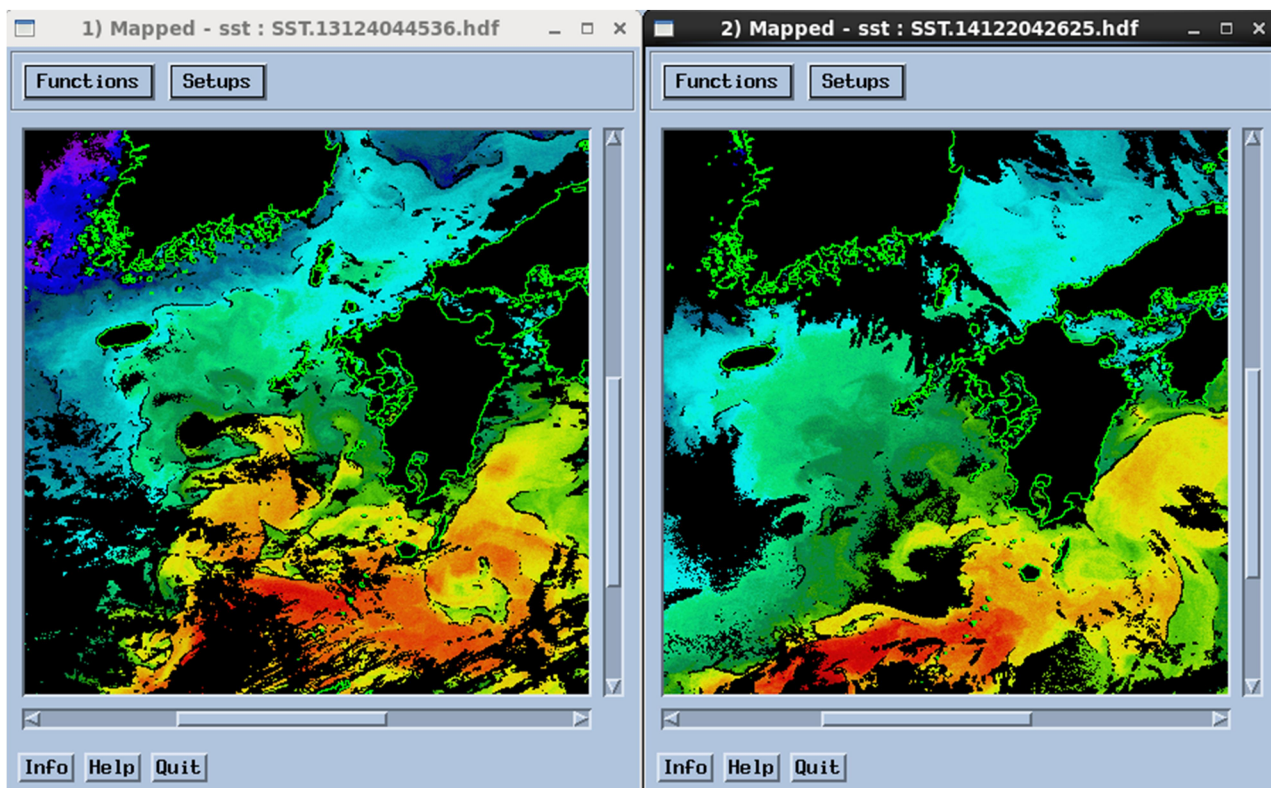 1) Mapped - sst : SST.13124044536.hdf
Functions Setups
Info Help Quit
2) Mapped - sst : SST.14122042625.hdf
Functions Setups
Info Help Quit